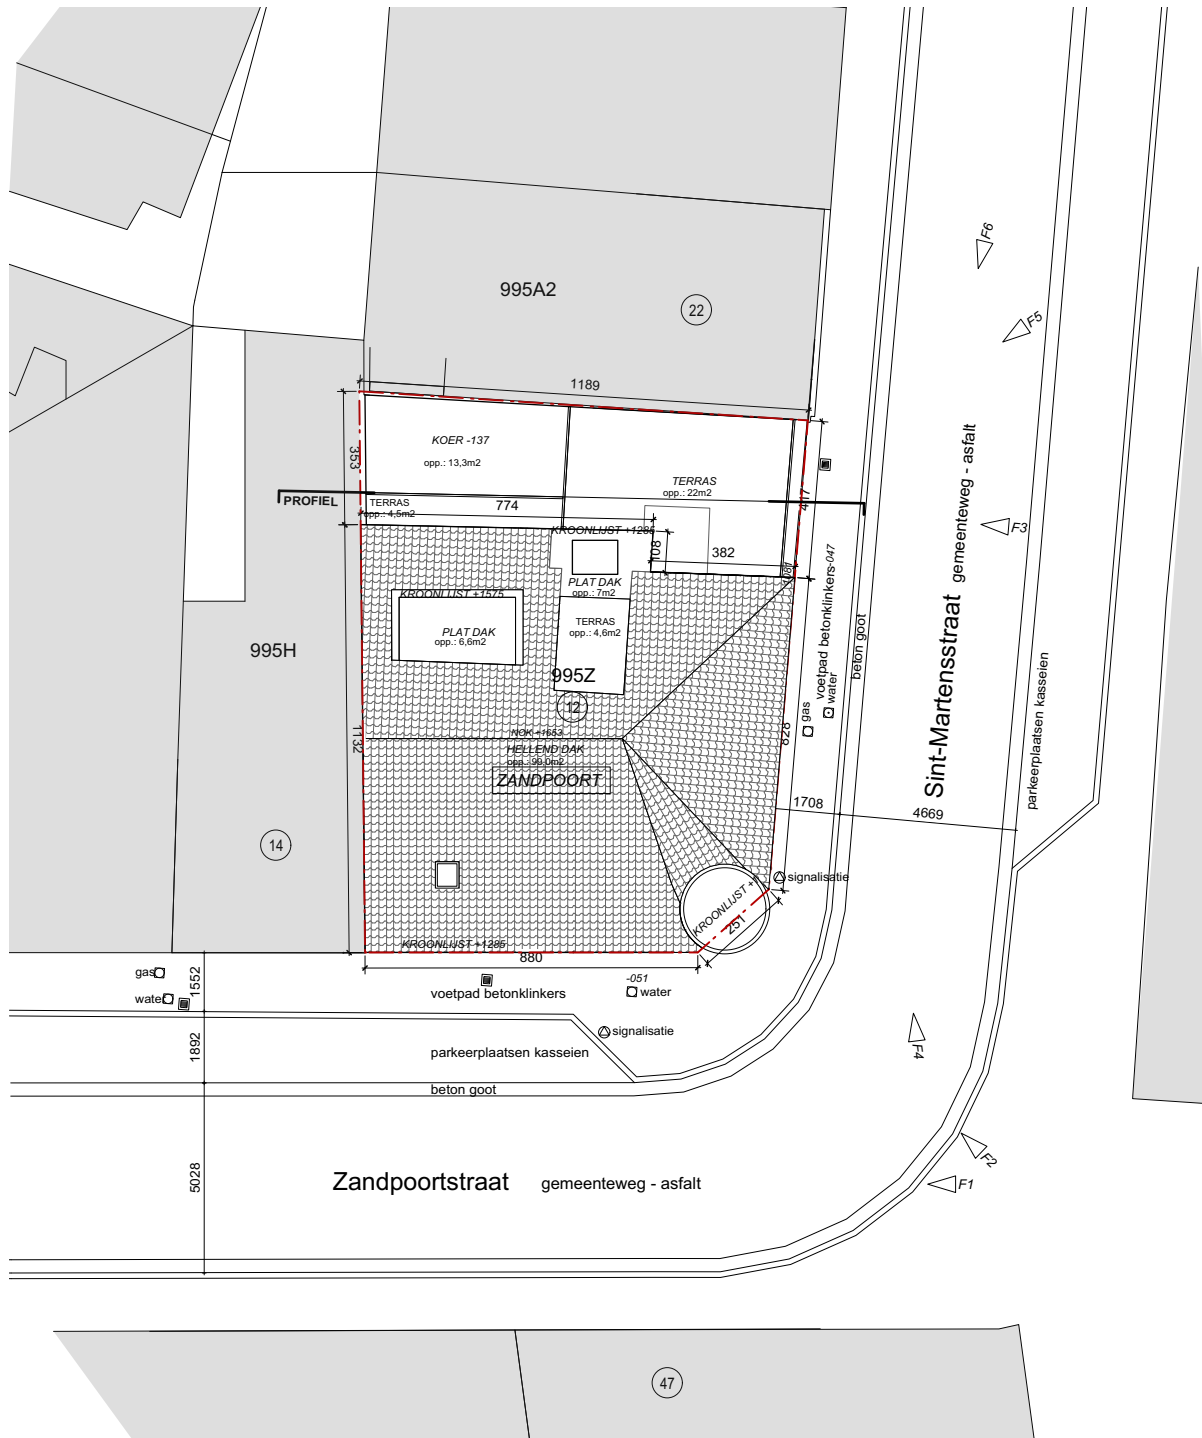 F6
995A2
22
F5
1189
KOER -137
opp.: 13,3m2
353
TERRAS
opp.: 22m2
PROFIEL
TERRAS
opp.: 4,5m2
774
417
KROONLIJST +1285
108
382
F3
PLAT DAK
opp.: 7m2
KROONLIJST +1575
PLAT DAK
opp.: 6,6m2
TERRAS
opp.: 4,6m2
995H
995Z
12
voetpad betonklinkers
-047
beton goot
gas
water
Sint-Martensstraat gemeenteweg - asfalt
parkeerplaatsen kasseien
1132
828
NOK +1653
HELLEND DAK
opp.: 99,0m2
ZANDPOORT
1708
4669
14
signalisatie
KROONLIJST +
251
KROONLIJST +1285
880
gas
water
1552
-051
voetpad betonklinkers
water
signalisatie
1892
parkeerplaatsen kasseien
beton goot
F4
F2
F1
5028
Zandpoortstraat gemeenteweg - asfalt
47